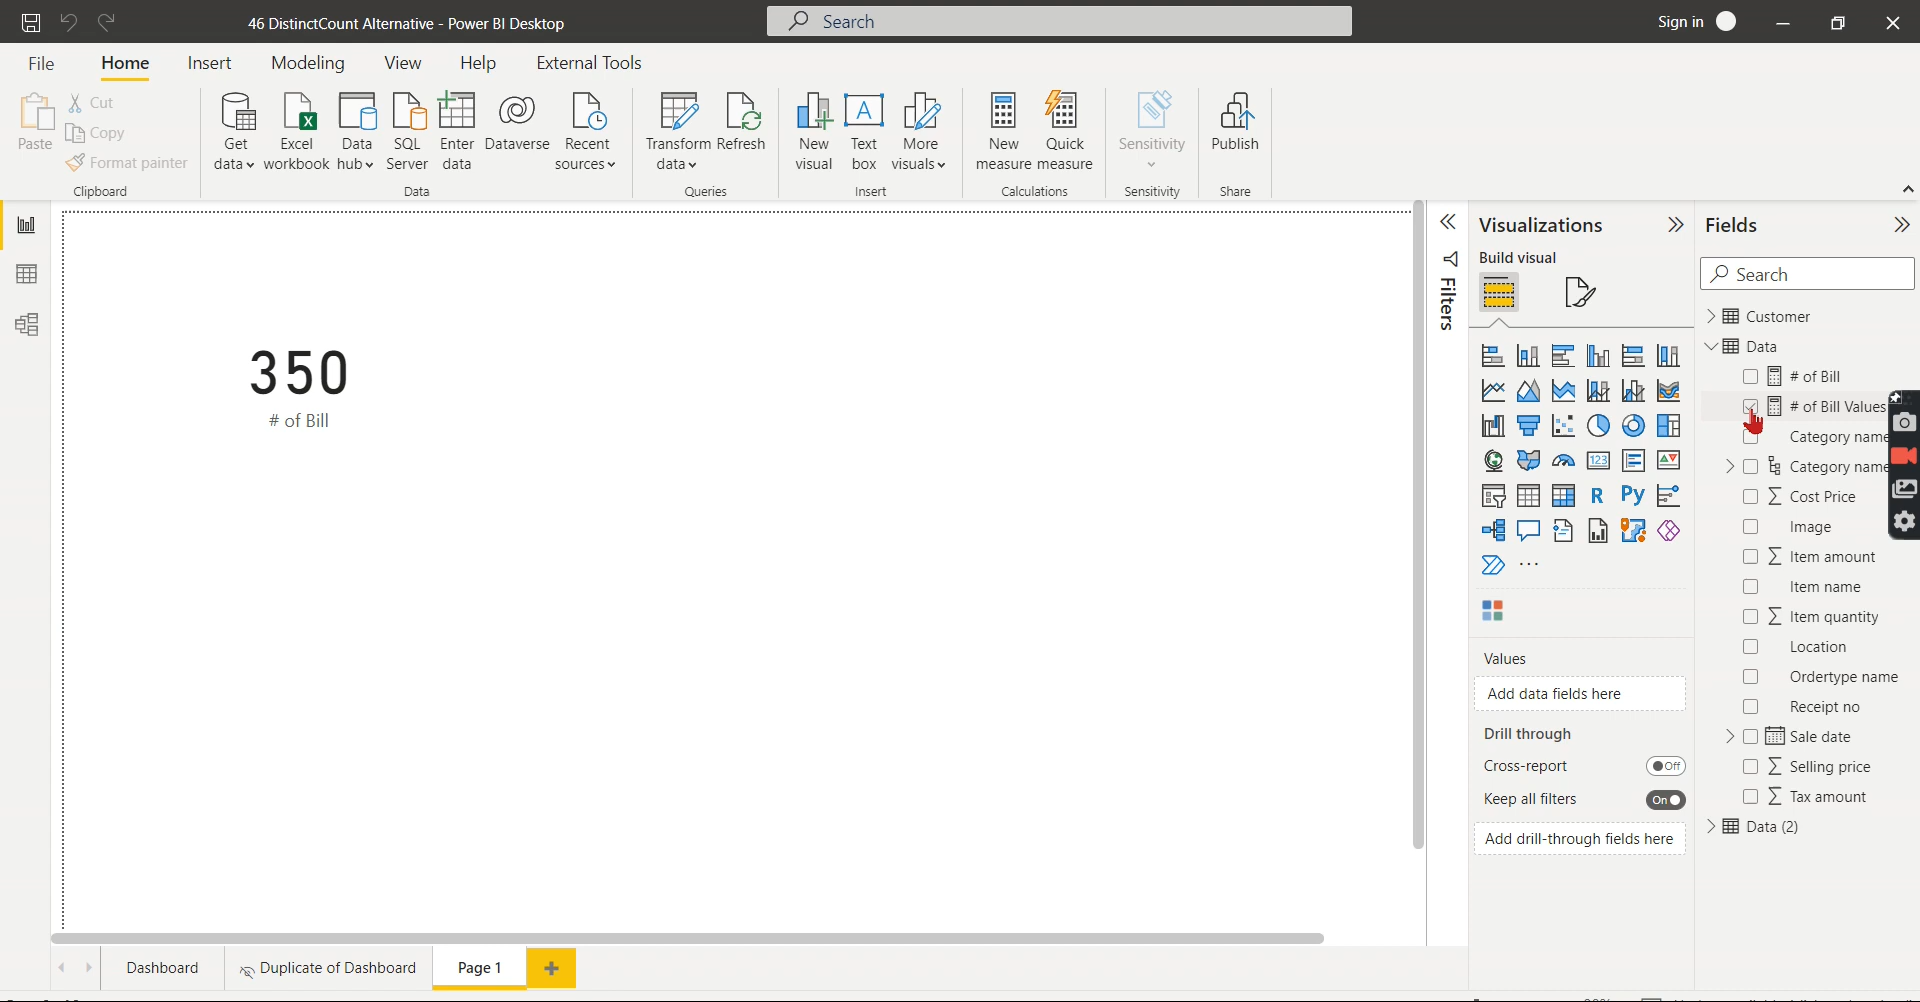 46 DistinctCount Alternative - Power BI Desktop
Search
Sign in
File
Home
Insert
Modeling
View
Help
External Tools
Paste
Cut
Copy
Format painter
Clipboard
Get data
Excel workbook
Data hub
SQL Server
Enter data
Dataverse
Recent sources
Data
Transform data
Refresh
Queries
New visual
Text box
More visuals
Insert
New measure
Quick measure
Calculations
Sensitivity
Sensitivity
Publish
Share
350
# of Bill
Filters
Visualizations
Build visual
123
R
Py
...
Values
Add data fields here
Drill through
Cross-report
Off
Keep all filters
On
Add drill-through fields here
Fields
Search
Customer
Data
# of Bill
# of Bill Values
Category name
Category name
Cost Price
Image
Item amount
Item name
Item quantity
Location
Ordertype name
Receipt no
Sale date
Selling price
Tax amount
Data (2)
Dashboard
Duplicate of Dashboard
Page 1